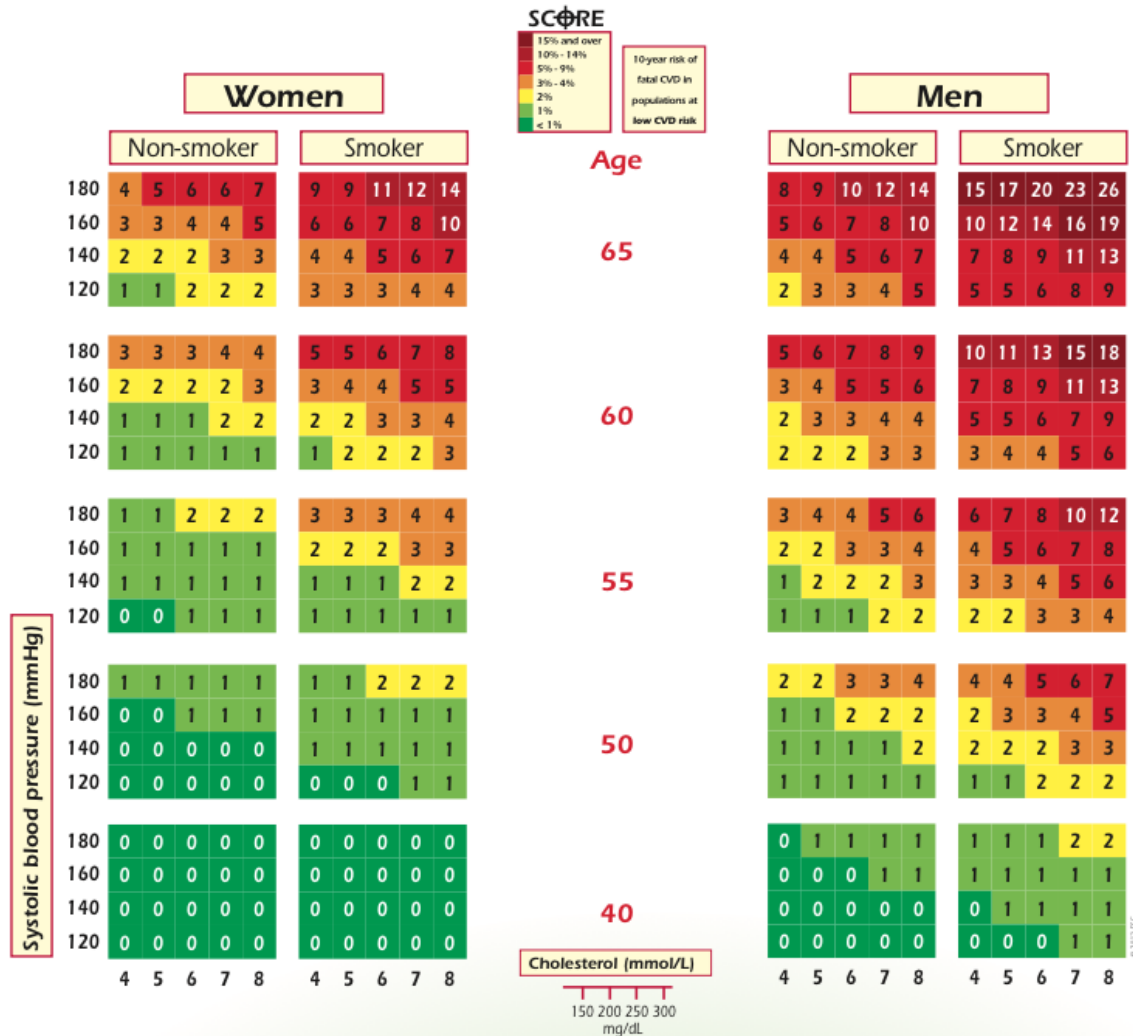 SCORE
15% and over
10% - 14%
5% - 9%
3% - 4%
2%
1%
< 1%
10-year risk of
fatal CVD in
populations at
low CVD risk
Women
Men
Non-smoker Smoker Age Non-smoker Smoker
180 4 5 6 6 7 9 9 11 12 14 8 9 10 12 14 15 17 20 23 26
160 3 3 4 4 5 6 6 7 8 10 5 6 7 8 10 10 12 14 16 19
65
140 2 2 2 3 3 4 4 5 6 7 4 4 5 6 7 7 8 9 11 13
120 1 1 2 2 2 3 3 3 4 4 2 3 3 4 5 5 5 6 8 9
180 3 3 3 4 4 5 5 6 7 8 5 6 7 8 9 10 11 13 15 18
160 2 2 2 2 3 3 4 4 5 5 3 4 5 5 6 7 8 9 11 13
60
140 1 1 1 2 2 2 2 3 3 4 2 3 3 4 4 5 5 6 7 9
120 1 1 1 1 1 1 2 2 2 3 2 2 2 3 3 3 4 4 5 6
180 1 1 2 2 2 3 3 3 4 4 3 4 4 5 6 6 7 8 10 12
160 1 1 1 1 1 2 2 2 3 3 2 2 3 3 4 4 5 6 7 8
55
140 1 1 1 1 1 1 1 1 2 2 1 2 2 2 3 3 3 4 5 6
120 0 0 1 1 1 1 1 1 1 1 1 1 1 2 2 2 2 3 3 4
180 1 1 1 1 1 1 1 2 2 2 2 2 3 3 4 4 4 5 6 7
160 0 0 1 1 1 1 1 1 1 1 1 1 2 2 2 2 3 3 4 5
50
140 0 0 0 0 0 1 1 1 1 1 1 1 1 1 2 2 2 2 3 3
120 0 0 0 0 0 0 0 0 1 1 1 1 1 1 1 1 1 2 2 2
180 0 0 0 0 0 0 0 0 0 0 0 1 1 1 1 1 1 1 2 2
160 0 0 0 0 0 0 0 0 0 0 0 0 0 1 1 1 1 1 1 1
40
140 0 0 0 0 0 0 0 0 0 0 0 0 0 0 0 0 1 1 1 1
120 0 0 0 0 0 0 0 0 0 0 0 0 0 0 0 0 0 0 1 1
4 5 6 7 8 4 5 6 7 8 4 5 6 7 8 4 5 6 7 8
Systolic blood pressure (mmHg)
Cholesterol (mmol/L)
150 200 250 300
mg/dL